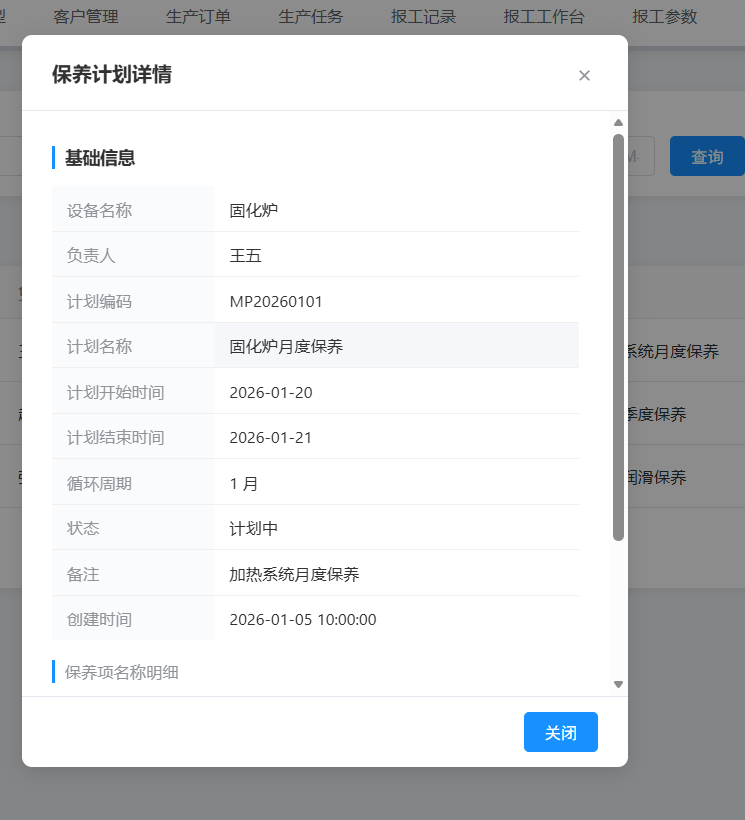 客户管理 生产订单 生产任务 报工记录 报工工作台 报工参数
保养计划详情
×
查询
基础信息
设备名称 固化炉
负责人 王五
计划编码 MP20260101
计划名称 固化炉月度保养
计划开始时间 2026-01-20
计划结束时间 2026-01-21
循环周期 1 月
状态 计划中
备注 加热系统月度保养
创建时间 2026-01-05 10:00:00
保养项名称明细
系统月度保养
季度保养
润滑保养
关闭